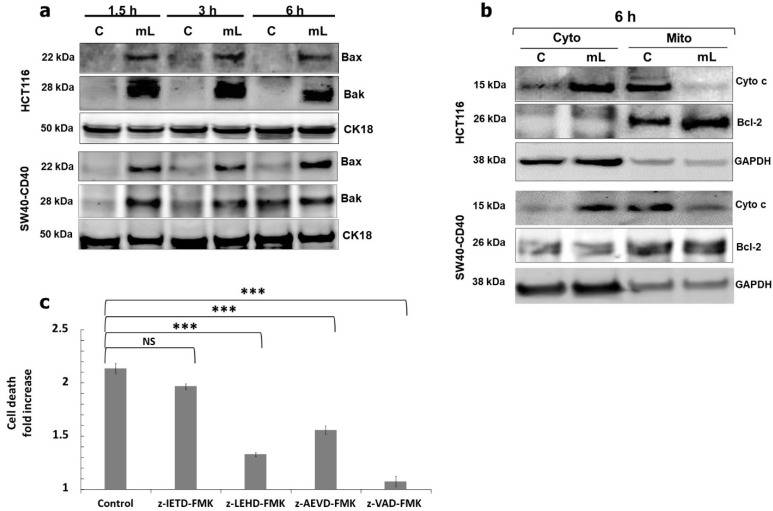 a
1.5 h 3 h 6 h
C mL C mL C mL
HCT116
22 kDa Bax
28 kDa Bak
50 kDa CK18
SW40-CD40
22 kDa Bax
28 kDa Bak
50 kDa CK18
b
6 h
Cyto Mito
C mL C mL
HCT116
15 kDa Cyto c
26 kDa Bcl-2
38 kDa GAPDH
SW40-CD40
15 kDa Cyto c
26 kDa Bcl-2
38 kDa GAPDH
c
***
***
***
NS
Cell death
fold increase
2.5
2
1.5
1
Control z-IETD-FMK z-LEHD-FMK z-AEVD-FMK z-VAD-FMK